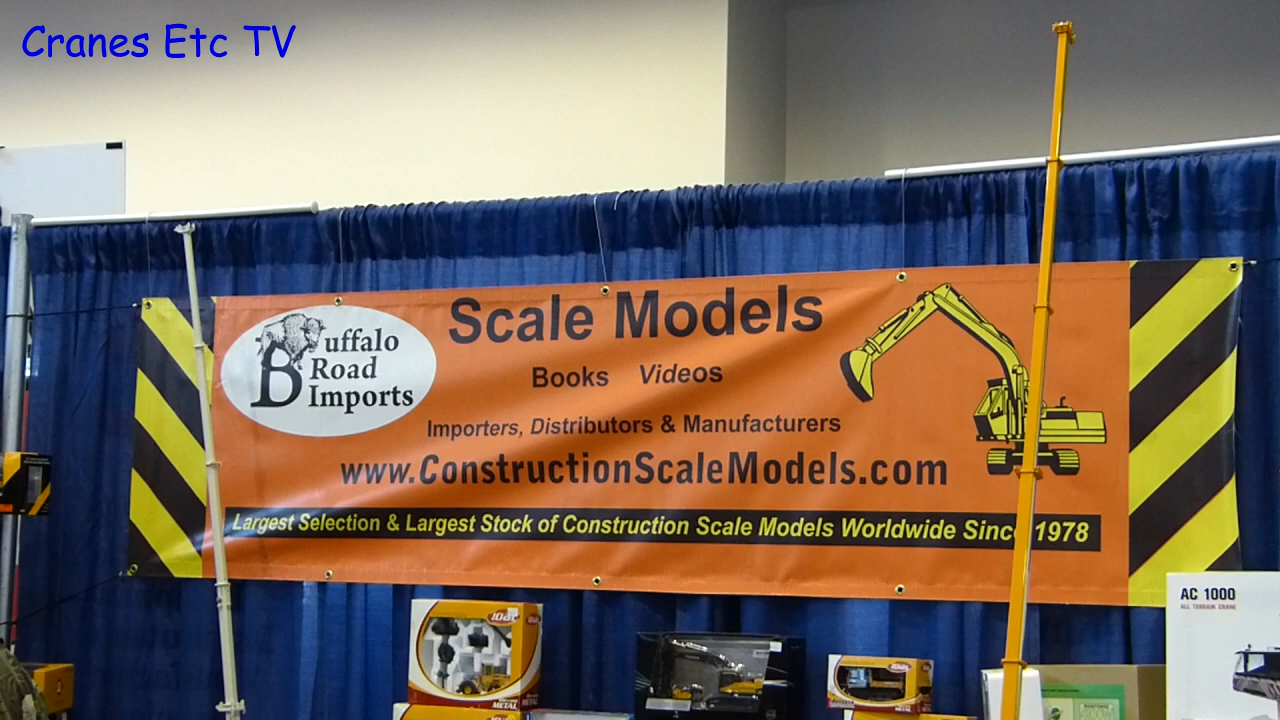 Cranes Etc TV
Buffalo
Road
Imports
Scale Models
Books Videos
Importers, Distributors & Manufacturers
www.ConstructionScaleModels.com
Largest Selection & Largest Stock of Construction Scale Models Worldwide Since 1978
AC 1000
ALL TERRAIN CRANE
METAL